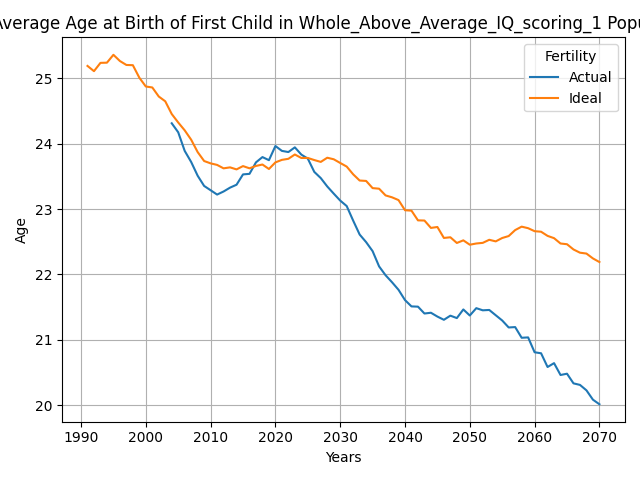 Average Age at Birth of First Child in Whole_Above_Average_IQ_scoring_1 Popu
Fertility
Actual
Ideal
25
24
23
22
21
20
Age
1990 2000 2010 2020 2030 2040 2050 2060 2070
Years